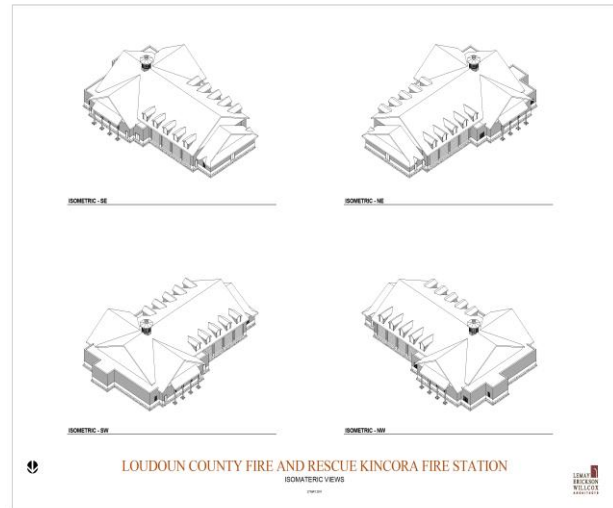 ISOMETRIC - SE
ISOMETRIC - NE
ISOMETRIC - SW
ISOMETRIC - NW
LOUDOUN COUNTY FIRE AND RESCUE KINCORA FIRE STATION
ISOMATERIC VIEWS
LEMAY
ERICKSON
WILLCOX
ARCHITECTS